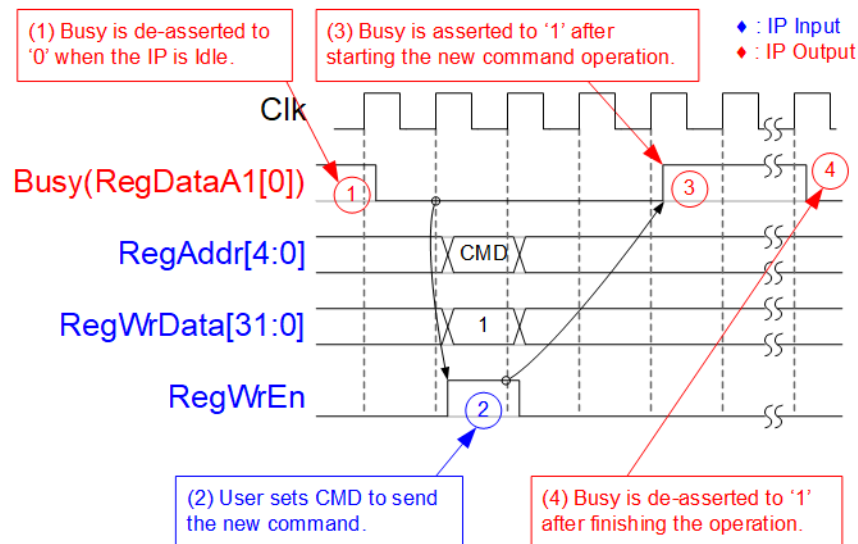 (1) Busy is de-asserted to
‘0’ when the IP is Idle.
(3) Busy is asserted to ‘1’ after
starting the new command operation.
♦ : IP Input
♦ : IP Output
Clk
Busy(RegDataA1[0])
1
3
4
RegAddr[4:0]
CMD
RegWrData[31:0]
1
RegWrEn
2
(2) User sets CMD to send
the new command.
(4) Busy is de-asserted to ‘1’
after finishing the operation.